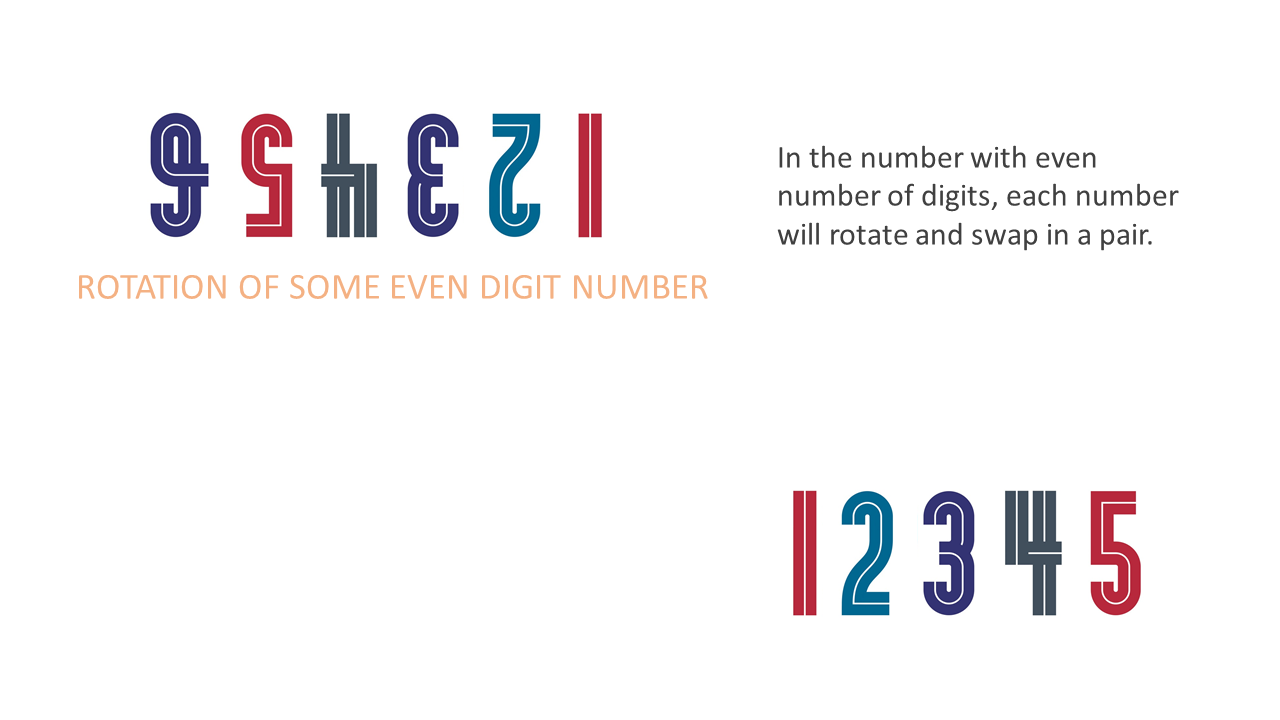 123456
ROTATION OF SOME EVEN DIGIT NUMBER
In the number with even
number of digits, each number
will rotate and swap in a pair.
12345